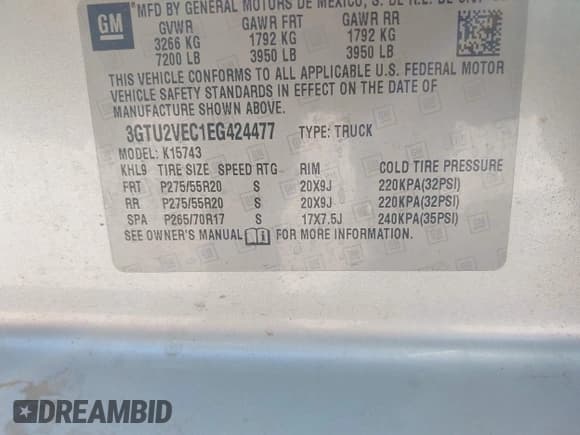 GM
MFD BY GENERAL MOTORS DE MEXICO, S. DE R.L. DE C.V.
GVWR GAWR FRT GAWR RR
3266 KG 1792 KG 1792 KG
7200 LB 3950 LB 3950 LB
THIS VEHICLE CONFORMS TO ALL APPLICABLE U.S. FEDERAL MOTOR
VEHICLE SAFETY STANDARDS IN EFFECT ON THE DATE OF
MANUFACTURE SHOWN ABOVE.
3GTU2VEC1EG424477 TYPE: TRUCK
MODEL: K15743
KHL9 TIRE SIZE SPEED RTG RIM COLD TIRE PRESSURE
FRT P275/55R20 S 20X9J 220KPA(32PSI)
RR P275/55R20 S 20X9J 220KPA(32PSI)
SPA P265/70R17 S 17X7.5J 240KPA(35PSI)
SEE OWNER'S MANUAL FOR MORE INFORMATION.
DREAMBID